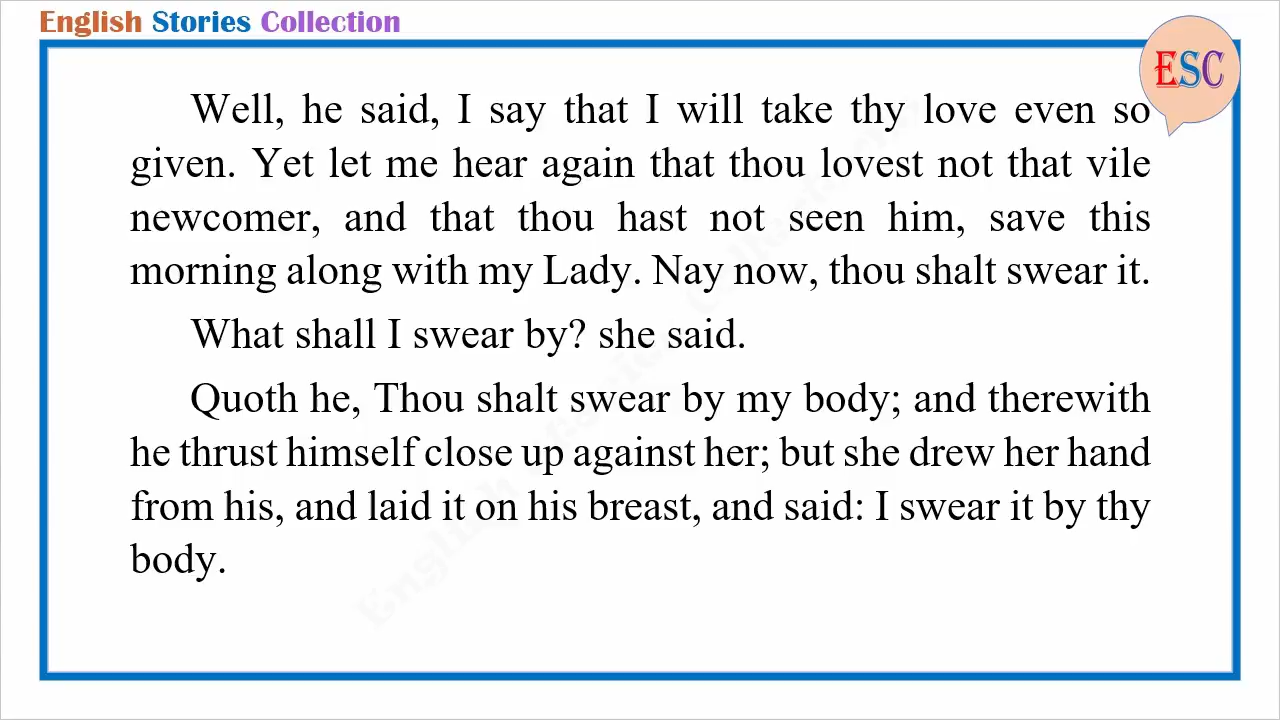 English Stories Collection
ESC
Well, he said, I say that I will take thy love even so
given. Yet let me hear again that thou lovest not that vile
newcomer, and that thou hast not seen him, save this
morning along with my Lady. Nay now, thou shalt swear it.
What shall I swear by? she said.
Quoth he, Thou shalt swear by my body; and therewith
he thrust himself close up against her; but she drew her hand
from his, and laid it on his breast, and said: I swear it by thy
body.